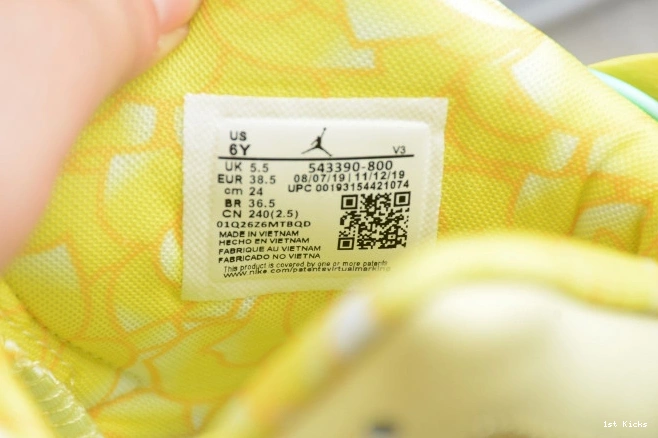 US
6Y V3
UK 5.5 543390-800
EUR 38.5 08/07/19 | 11/12/19
cm 24 UPC 00193154421074
BR 36.5
CN 240(2.5)
01Q26Z6MTBQD
MADE IN VIETNAM
HECHO EN VIETNAM
FABRIQUE AU VIETNAM
FABRICADO NO VIETNA
This product is covered by one or more patents
www.nike.com/patentsvirtualmarking
1st Kicks